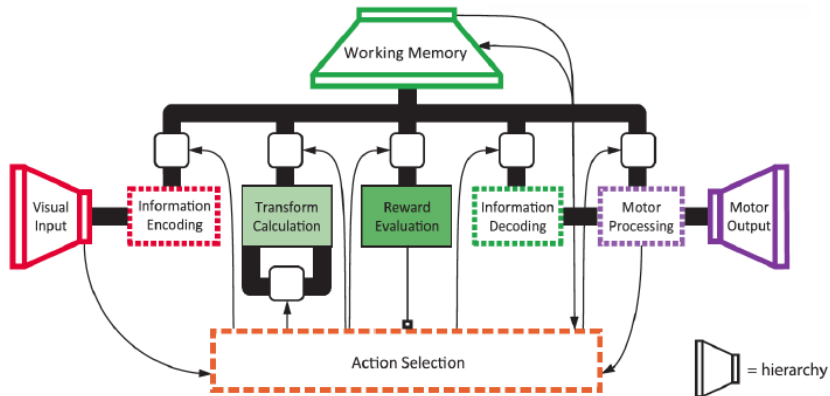 Working Memory
Visual
Input
Information
Encoding
Transform
Calculation
Reward
Evaluation
Information
Decoding
Motor
Processing
Motor
Output
Action Selection
= hierarchy